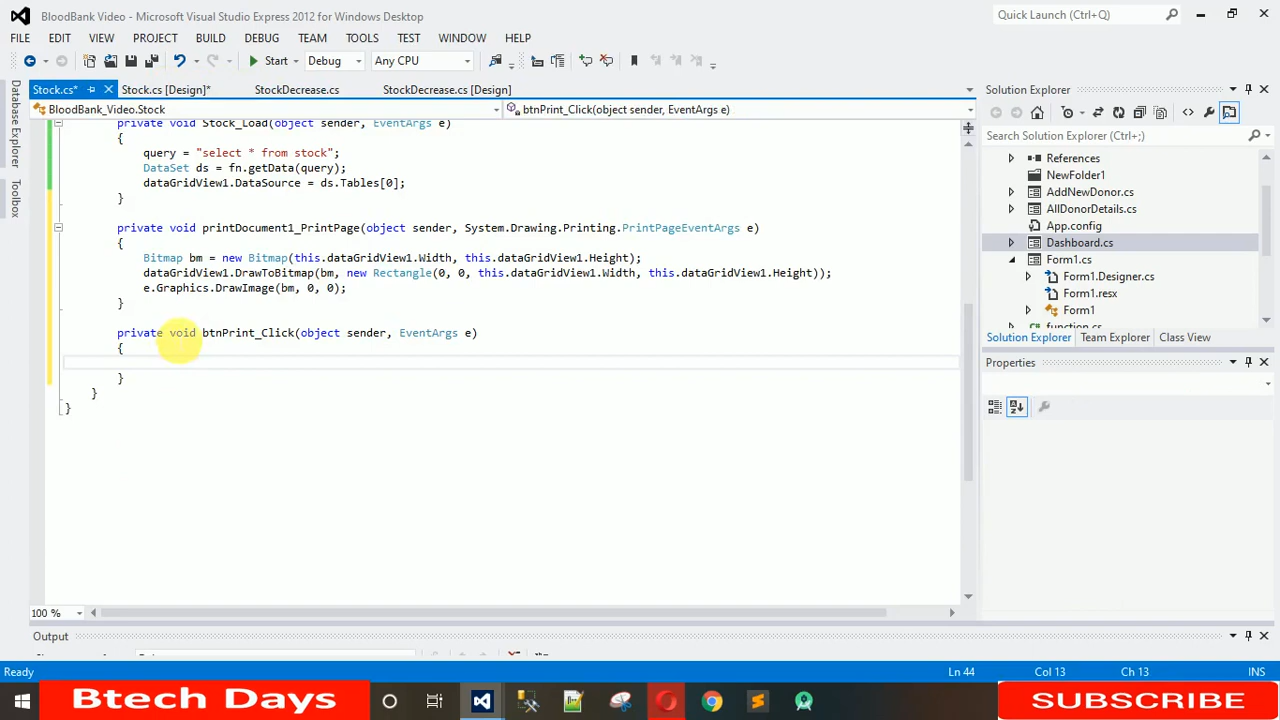 BloodBank Video - Microsoft Visual Studio Express 2012 for Windows Desktop
Quick Launch (Ctrl+Q)
FILE EDIT VIEW PROJECT BUILD DEBUG TEAM TOOLS TEST WINDOW HELP
Start Debug Any CPU
Database Explorer
Toolbox
Stock.cs* Stock.cs [Design]* StockDecrease.cs StockDecrease.cs [Design]
BloodBank_Video.Stock btnPrint_Click(object sender, EventArgs e)
private void Stock_Load(object sender, EventArgs e)
{
query = "select * from stock";
DataSet ds = fn.getData(query);
dataGridView1.DataSource = ds.Tables[0];
}
private void printDocument1_PrintPage(object sender, System.Drawing.Printing.PrintPageEventArgs e)
{
Bitmap bm = new Bitmap(this.dataGridView1.Width, this.dataGridView1.Height);
dataGridView1.DrawToBitmap(bm, new Rectangle(0, 0, this.dataGridView1.Width, this.dataGridView1.Height));
e.Graphics.DrawImage(bm, 0, 0);
}
private void btnPrint_Click(object sender, EventArgs e)
{
}
}
}
100 %
Solution Explorer
Search Solution Explorer (Ctrl+;)
References
NewFolder1
AddNewDonor.cs
AllDonorDetails.cs
App.config
Dashboard.cs
Form1.cs
Form1.Designer.cs
Form1.resx
Form1
function.cs
Solution Explorer Team Explorer Class View
Properties
Output
Ready Ln 44 Col 13 Ch 13 INS
Btech Days
SUBSCRIBE